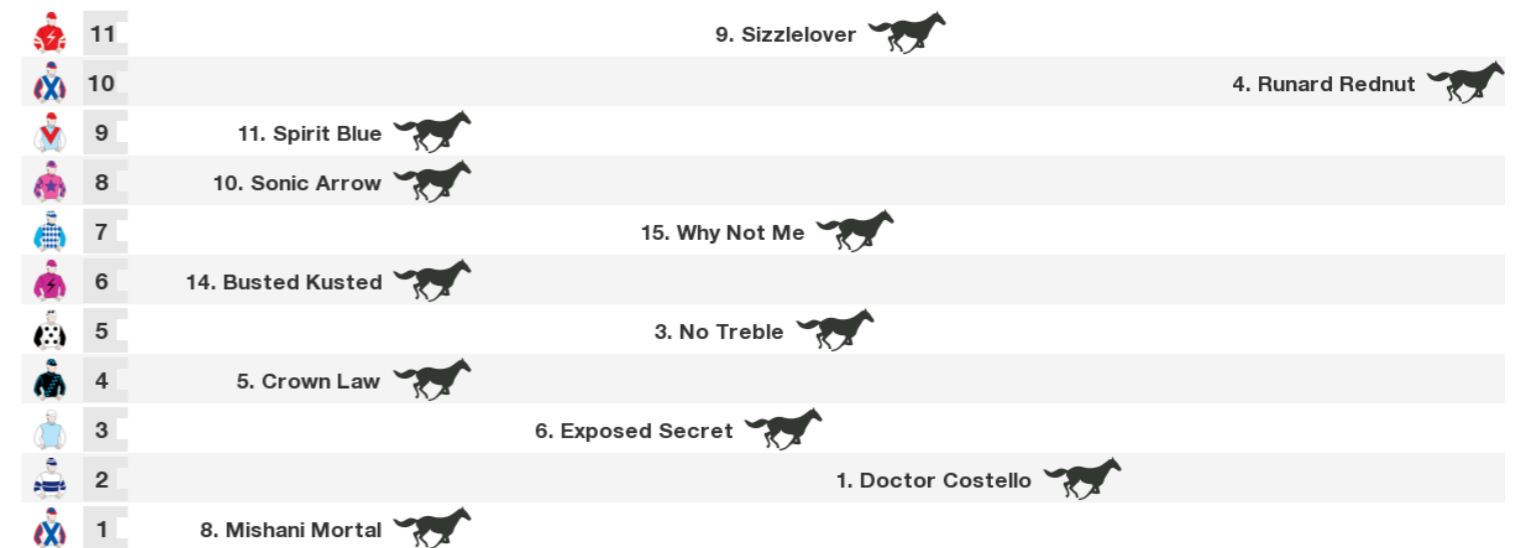 11 9. Sizzlelover
10 4. Runard Rednut
9 11. Spirit Blue
8 10. Sonic Arrow
7 15. Why Not Me
6 14. Busted Kusted
5 3. No Treble
4 5. Crown Law
3 6. Exposed Secret
2 1. Doctor Costello
1 8. Mishani Mortal